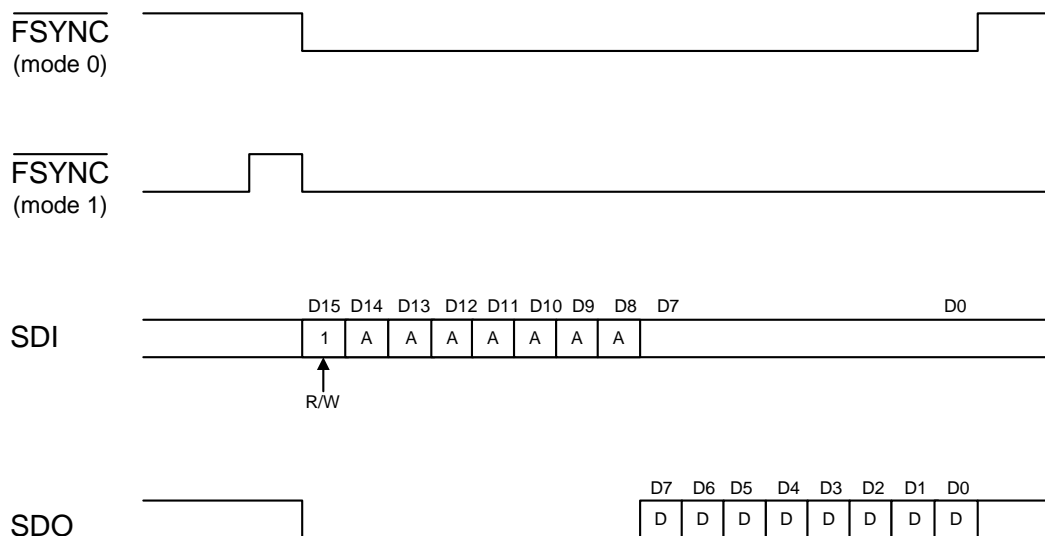 FSYNC
(mode 0)
FSYNC
(mode 1)
D15 D14 D13 D12 D11 D10 D9 D8 D7 D0
SDI 1 A A A A A A A
R/W
D7 D6 D5 D4 D3 D2 D1 D0
SDO D D D D D D D D